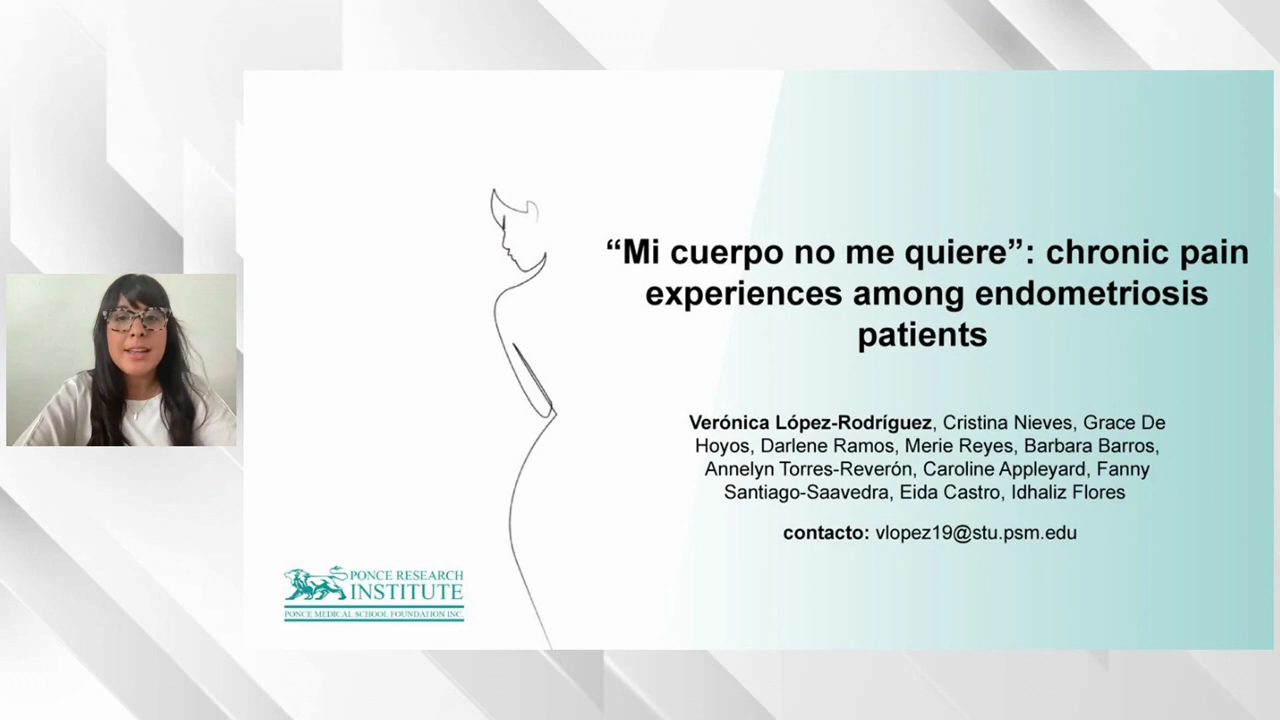 “Mi cuerpo no me quiere”: chronic pain
experiences among endometriosis
patients
Verónica López-Rodríguez, Cristina Nieves, Grace De
Hoyos, Darlene Ramos, Merie Reyes, Barbara Barros,
Annelyn Torres-Reverón, Caroline Appleyard, Fanny
Santiago-Saavedra, Eida Castro, Idhaliz Flores
contacto: vlopez19@stu.psm.edu
PONCE RESEARCH
INSTITUTE
PONCE MEDICAL SCHOOL FOUNDATION INC.